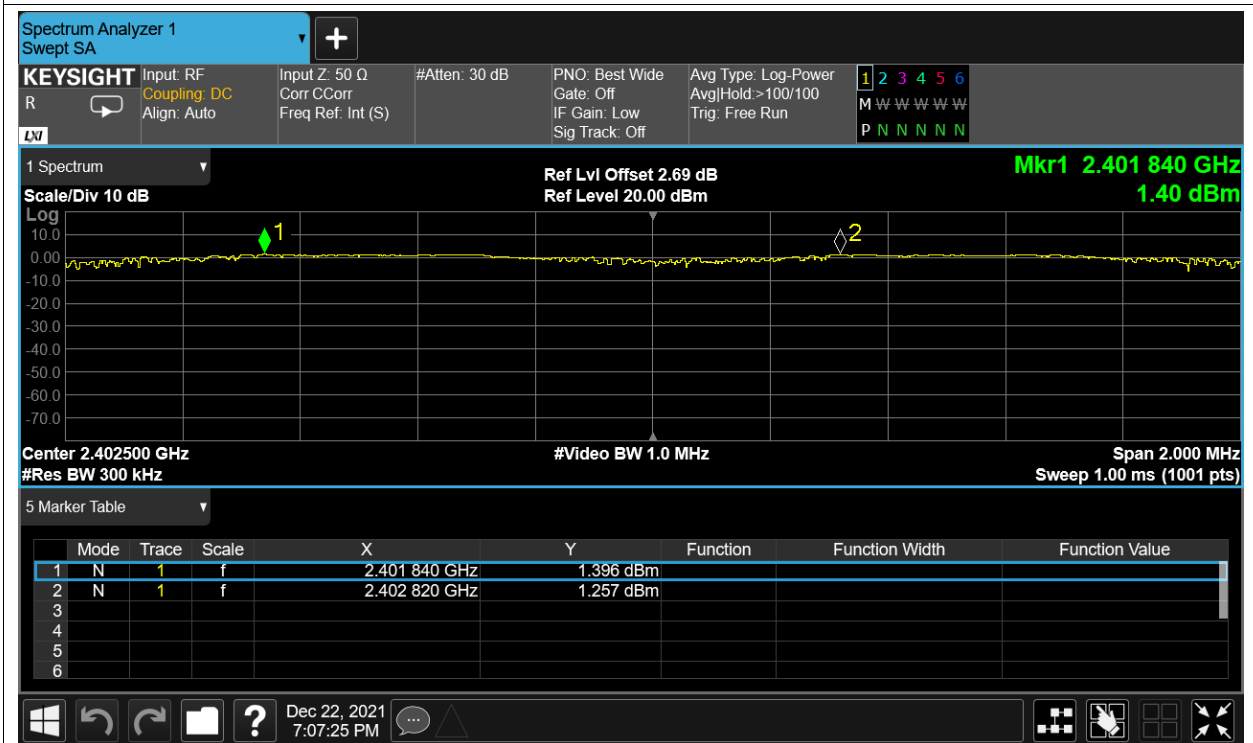 Spectrum Analyzer 1
Swept SA
KEYSIGHT Input: RF Input Z: 50 Ω #Atten: 30 dB PNO: Best Wide Avg Type: Log-Power 1 2 3 4 5 6
R Coupling: DC Corr CCorr Gate: Off Avg|Hold:>100/100 M W W W W W
Align: Auto Freq Ref: Int (S) IF Gain: Low Trig: Free Run
LXI Sig Track: Off P N N N N N
1 Spectrum Ref Lvl Offset 2.69 dB Mkr1 2.401 840 GHz
Scale/Div 10 dB Ref Level 20.00 dBm 1.40 dBm
Log
10.0 1 2
0.00
-10.0
-20.0
-30.0
-40.0
-50.0
-60.0
-70.0
Center 2.402500 GHz #Video BW 1.0 MHz Span 2.000 MHz
#Res BW 300 kHz Sweep 1.00 ms (1001 pts)
5 Marker Table
Mode Trace Scale X Y Function Function Width Function Value
1 N 1 f 2.401 840 GHz 1.396 dBm
2 N 1 f 2.402 820 GHz 1.257 dBm
3
4
5
6
? Dec 22, 2021
7:07:25 PM